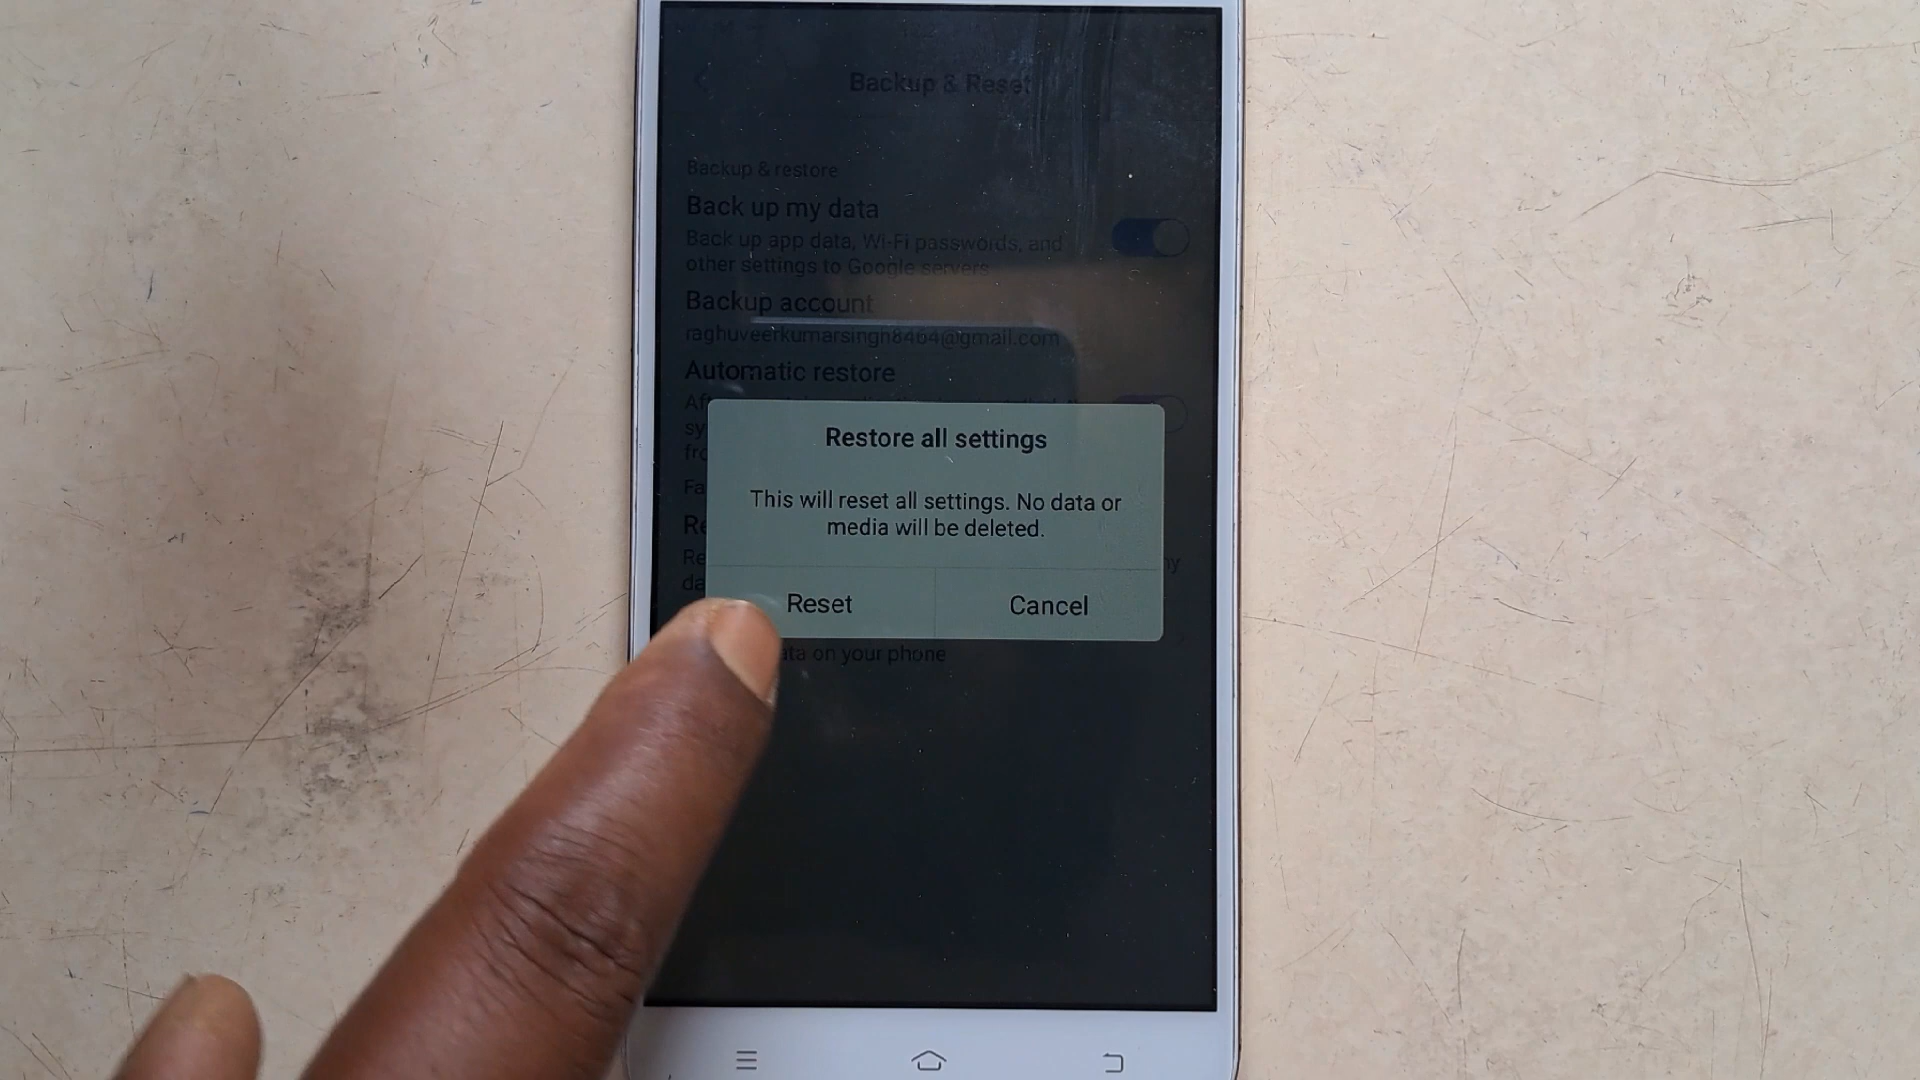 Backup & Reset
Backup & restore
Back up my data
Back up app data, Wi-Fi passwords, and
other settings to Google servers
Backup account
raghuveerkumarsingh8464@gmail.com
Automatic restore
Restore all settings
This will reset all settings. No data or
media will be deleted.
Reset
Cancel
on your phone